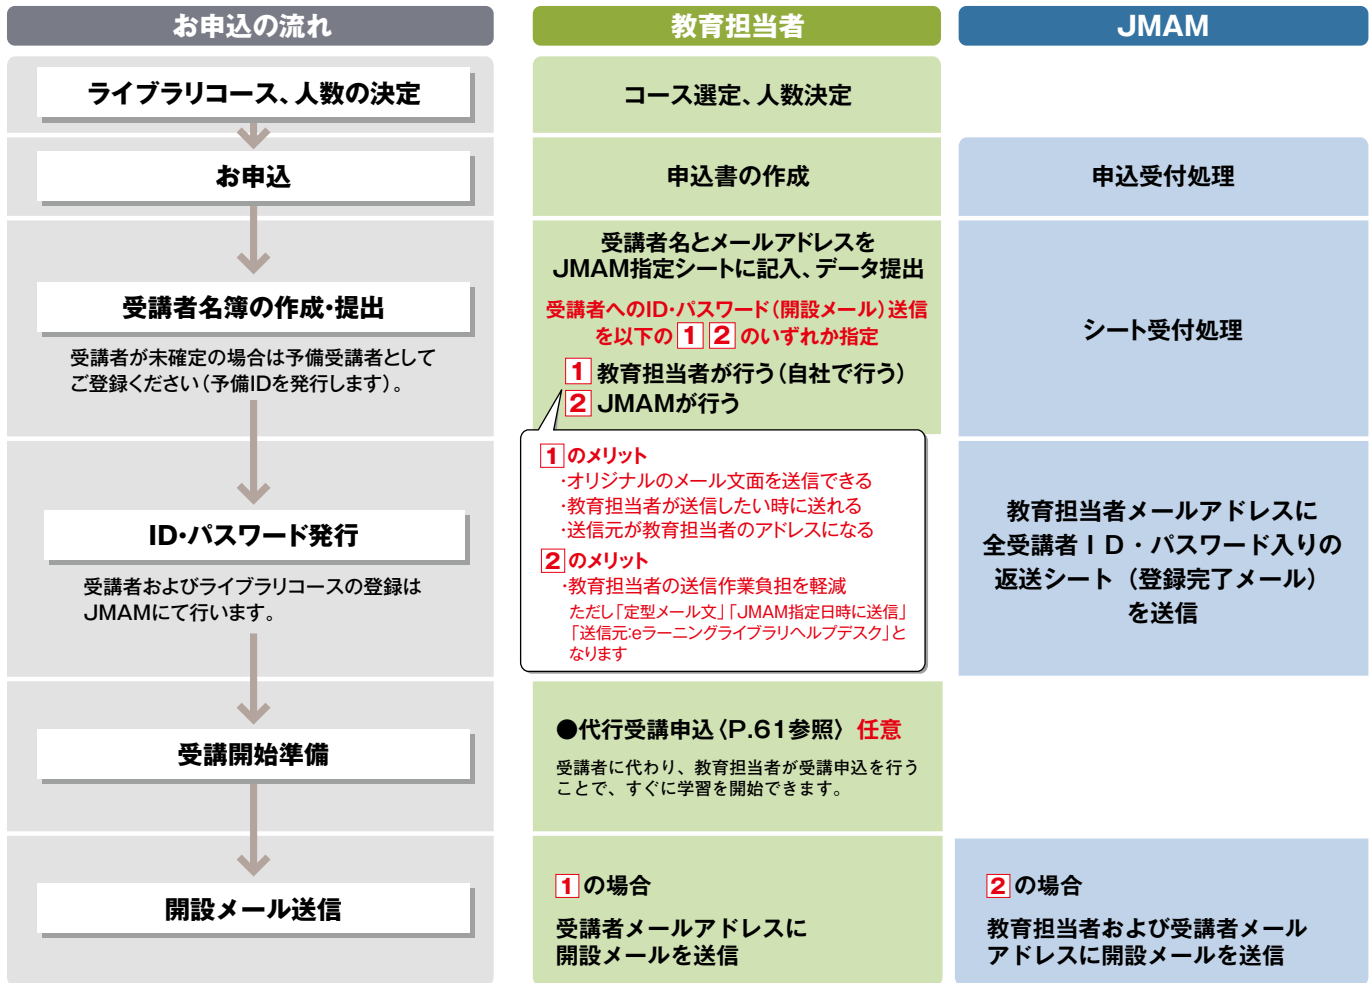 お申込の流れ
教育担当者
JMAM
ライブラリコース、人数の決定
コース選定、人数決定
お申込
申込書の作成
申込受付処理
受講者名簿の作成・提出
受講者が未確定の場合は予備受講者として
ご登録ください（予備IDを発行します）。
受講者名とメールアドレスを
JMAM指定シートに記入、データ提出
受講者へのID・パスワード（開設メール）送信
を以下の 1 2 のいずれか指定
1 教育担当者が行う（自社で行う）
2 JMAMが行う
シート受付処理
1のメリット
・オリジナルのメール文面を送信できる
・教育担当者が送信したい時に送れる
・送信元が教育担当者のアドレスになる
2のメリット
・教育担当者の送信作業負担を軽減
ただし「定型メール文」「JMAM指定日時に送信」
「送信元:eラーニングライブラリヘルプデスク」と
なります
ID・パスワード発行
受講者およびライブラリコースの登録は
JMAMにて行います。
教育担当者メールアドレスに
全受講者ＩＤ・パスワード入りの
返送シート（登録完了メール）
を送信
受講開始準備
●代行受講申込〈P.61参照〉 任意
受講者に代わり、教育担当者が受講申込を行う
ことで、すぐに学習を開始できます。
開設メール送信
1の場合
受講者メールアドレスに
開設メールを送信
2の場合
教育担当者および受講者メール
アドレスに開設メールを送信